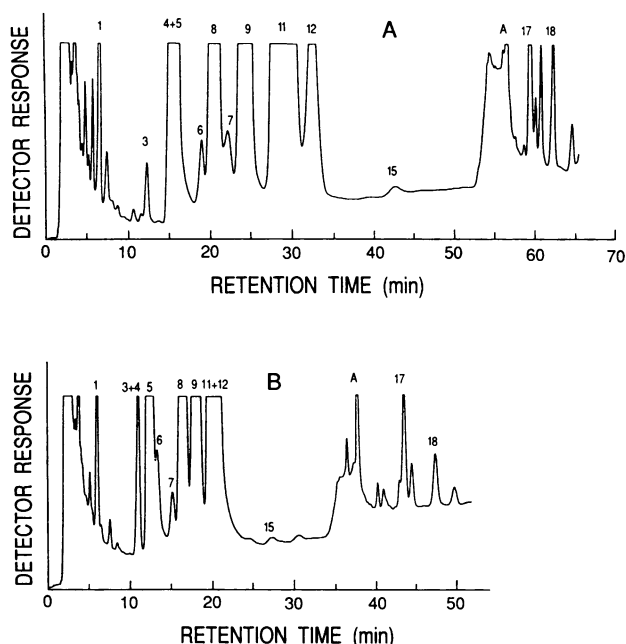 A
DETECTOR RESPONSE
1 3 4+5 6 8 7 9 11 12 15 A 17 18
0 10 20 30 40 50 60 70
RETENTION TIME (min)
B
DETECTOR RESPONSE
1 3+4 5 6 7 8 9 11+12 15 A 17 18
0 10 20 30 40 50
RETENTION TIME (min)